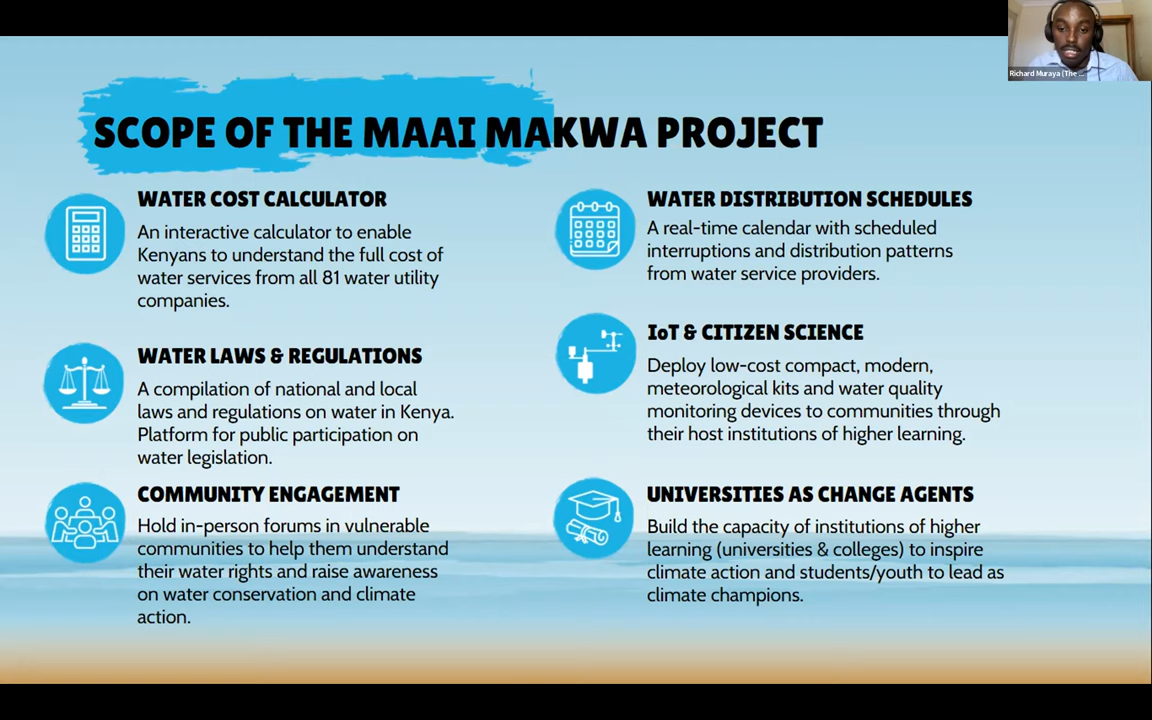 SCOPE OF THE MAAI MAKWA PROJECT
WATER COST CALCULATOR
An interactive calculator to enable
Kenyans to understand the full cost of
water services from all 81 water utility
companies.
WATER LAWS & REGULATIONS
A compilation of national and local
laws and regulations on water in Kenya.
Platform for public participation on
water legislation.
COMMUNITY ENGAGEMENT
Hold in-person forums in vulnerable
communities to help them understand
their water rights and raise awareness
on water conservation and climate
action.
WATER DISTRIBUTION SCHEDULES
A real-time calendar with scheduled
interruptions and distribution patterns
from water service providers.
IoT & CITIZEN SCIENCE
Deploy low-cost compact, modern,
meteorological kits and water quality
monitoring devices to communities through
their host institutions of higher learning.
UNIVERSITIES AS CHANGE AGENTS
Build the capacity of institutions of higher
learning (universities & colleges) to inspire
climate action and students/youth to lead as
climate champions.
Richard Muraya (The ...